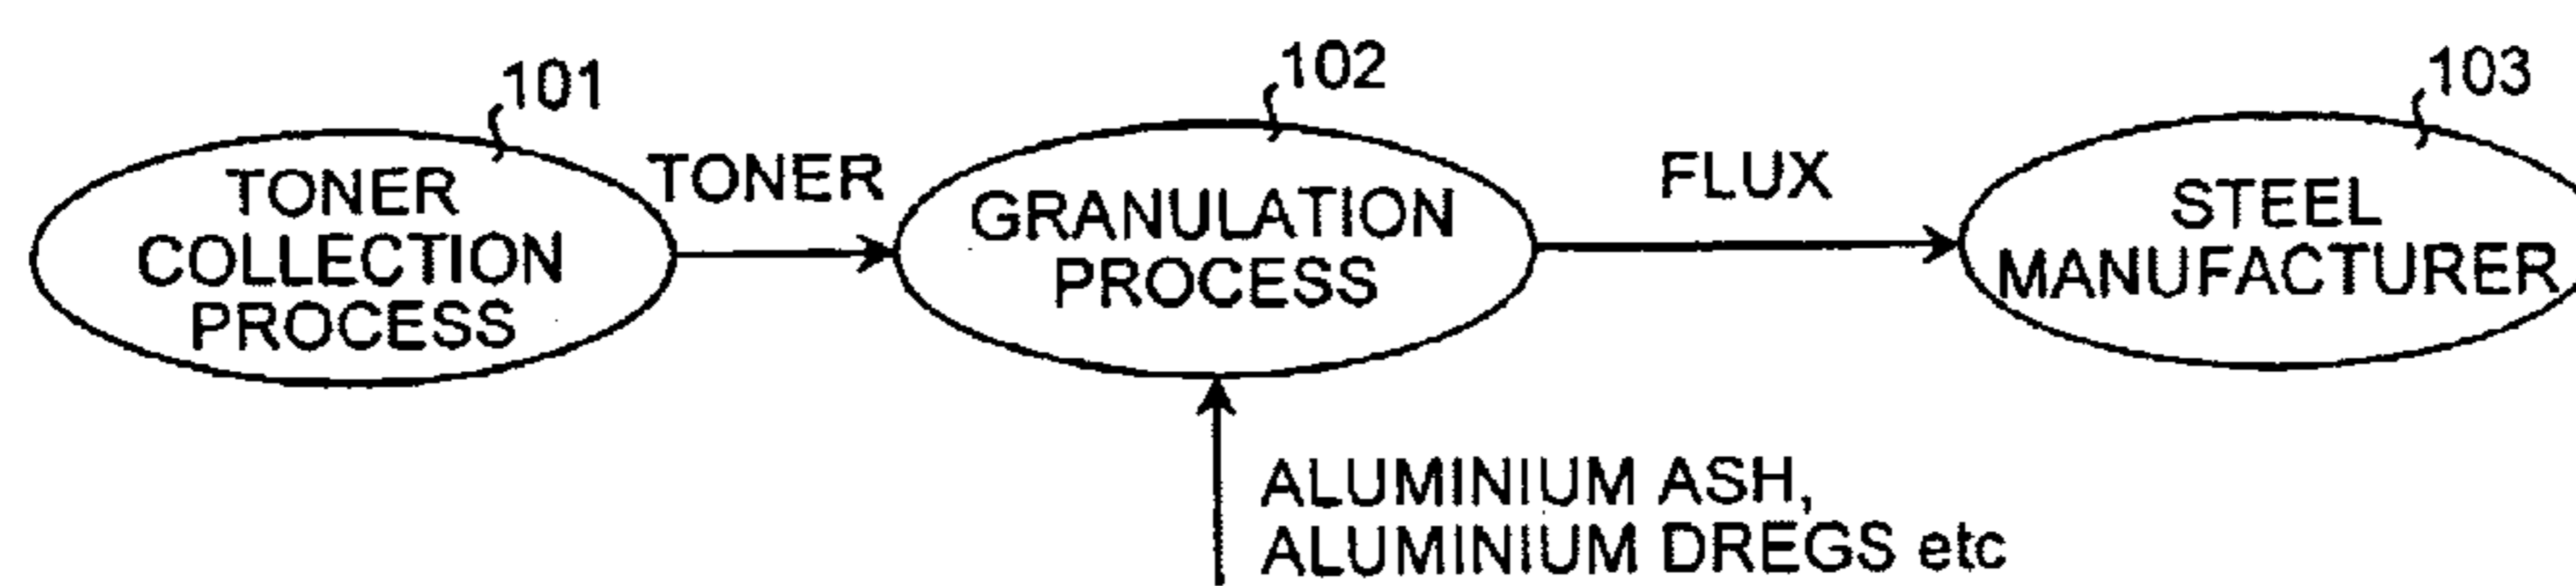 101
102
103
TONER
COLLECTION
PROCESS
TONER
GRANULATION
PROCESS
FLUX
STEEL
MANUFACTURER
ALUMINIUM ASH,
ALUMINIUM DREGS etc